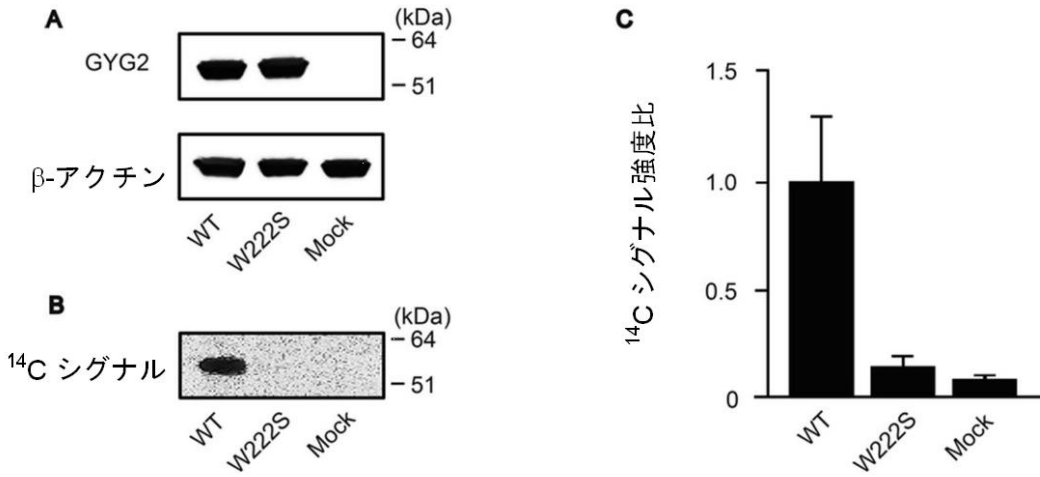 A
(kDa)
GYG2
64
51
β-アクチン
WT
W222S
Mock
B
(kDa)
14C シグナル
64
51
WT
W222S
Mock
C
14C シグナル強度比
1.5
1.0
0.5
0
WT
W222S
Mock